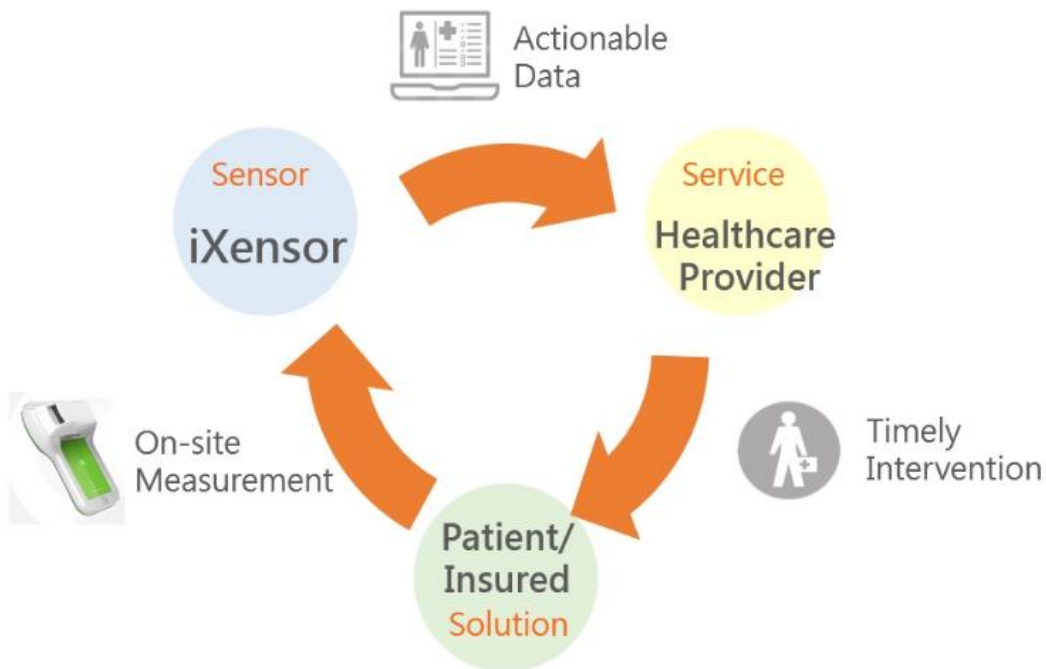 Actionable
Data
Sensor
iXensor
Service
Healthcare
Provider
On-site
Measurement
Timely
Intervention
Patient/
Insured
Solution